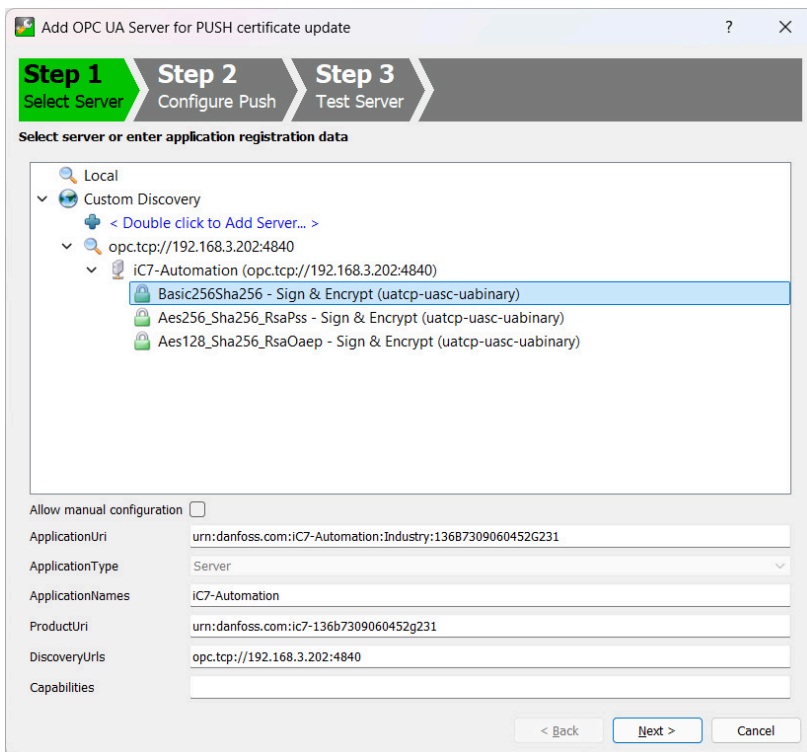 Add OPC UA Server for PUSH certificate update
Step 1
Select Server
Step 2
Configure Push
Step 3
Test Server
Select server or enter application registration data
Local
Custom Discovery
< Double click to Add Server... >
opc.tcp://192.168.3.202:4840
iC7-Automation (opc.tcp://192.168.3.202:4840)
Basic256Sha256 - Sign & Encrypt (uatcp-uasc-uabinary)
Aes256_Sha256_RsaPss - Sign & Encrypt (uatcp-uasc-uabinary)
Aes128_Sha256_RsaOaep - Sign & Encrypt (uatcp-uasc-uabinary)
Allow manual configuration
ApplicationUri urn:danfoss.com:iC7-Automation:Industry:136B7309060452G231
ApplicationType Server
ApplicationNames iC7-Automation
ProductUri urn:danfoss.com:ic7-136b7309060452g231
DiscoveryUrls opc.tcp://192.168.3.202:4840
Capabilities
< Back Next > Cancel